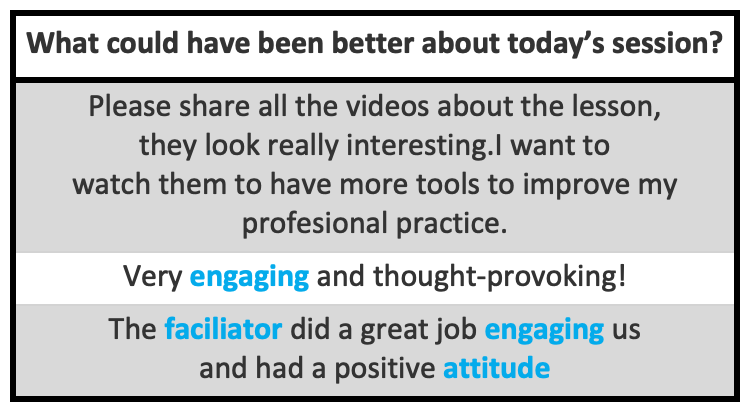 What could have been better about today’s session?
Please share all the videos about the lesson,
they look really interesting.I want to
watch them to have more tools to improve my
profesional practice.
Very engaging and thought-provoking!
The faciliator did a great job engaging us
and had a positive attitude